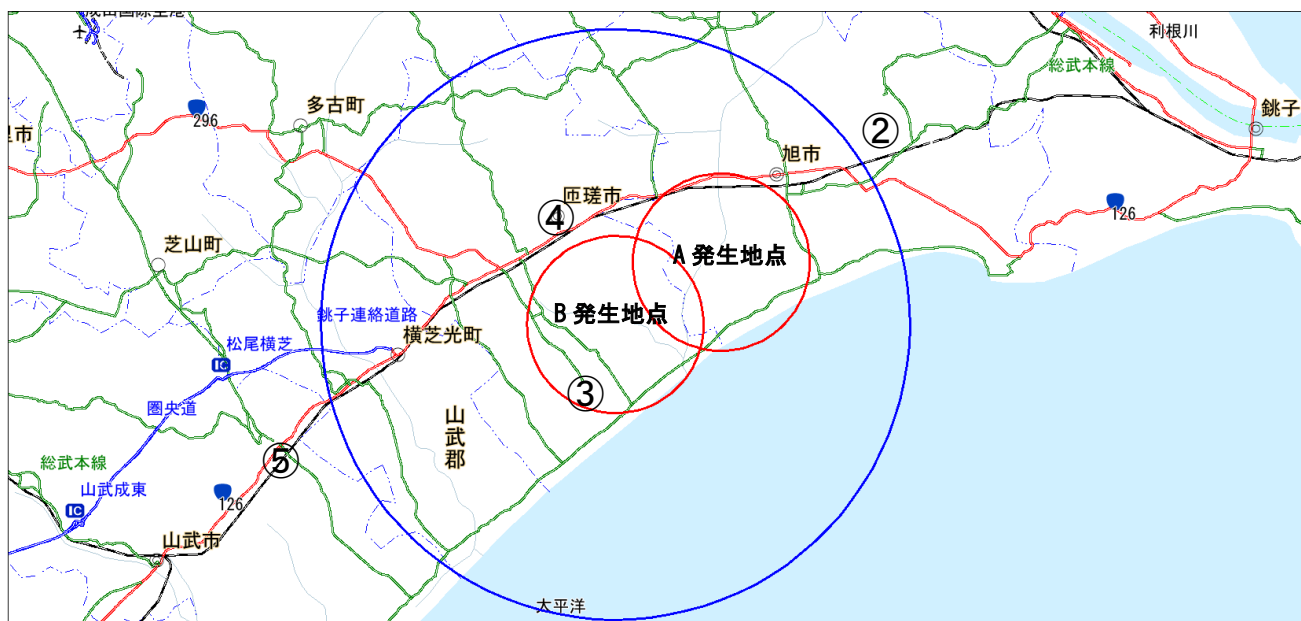 成田国際空港
利根川
総武本線
銚子
296
多古町
里市
②
旭市
匝瑳市
④
126
芝山町
A 発生地点
B 発生地点
銚子連絡道路
松尾横芝
横芝光町
IC
③
圏央道
山武郡
⑤
総武本線
山武成東
IC
126
山武市
太平洋